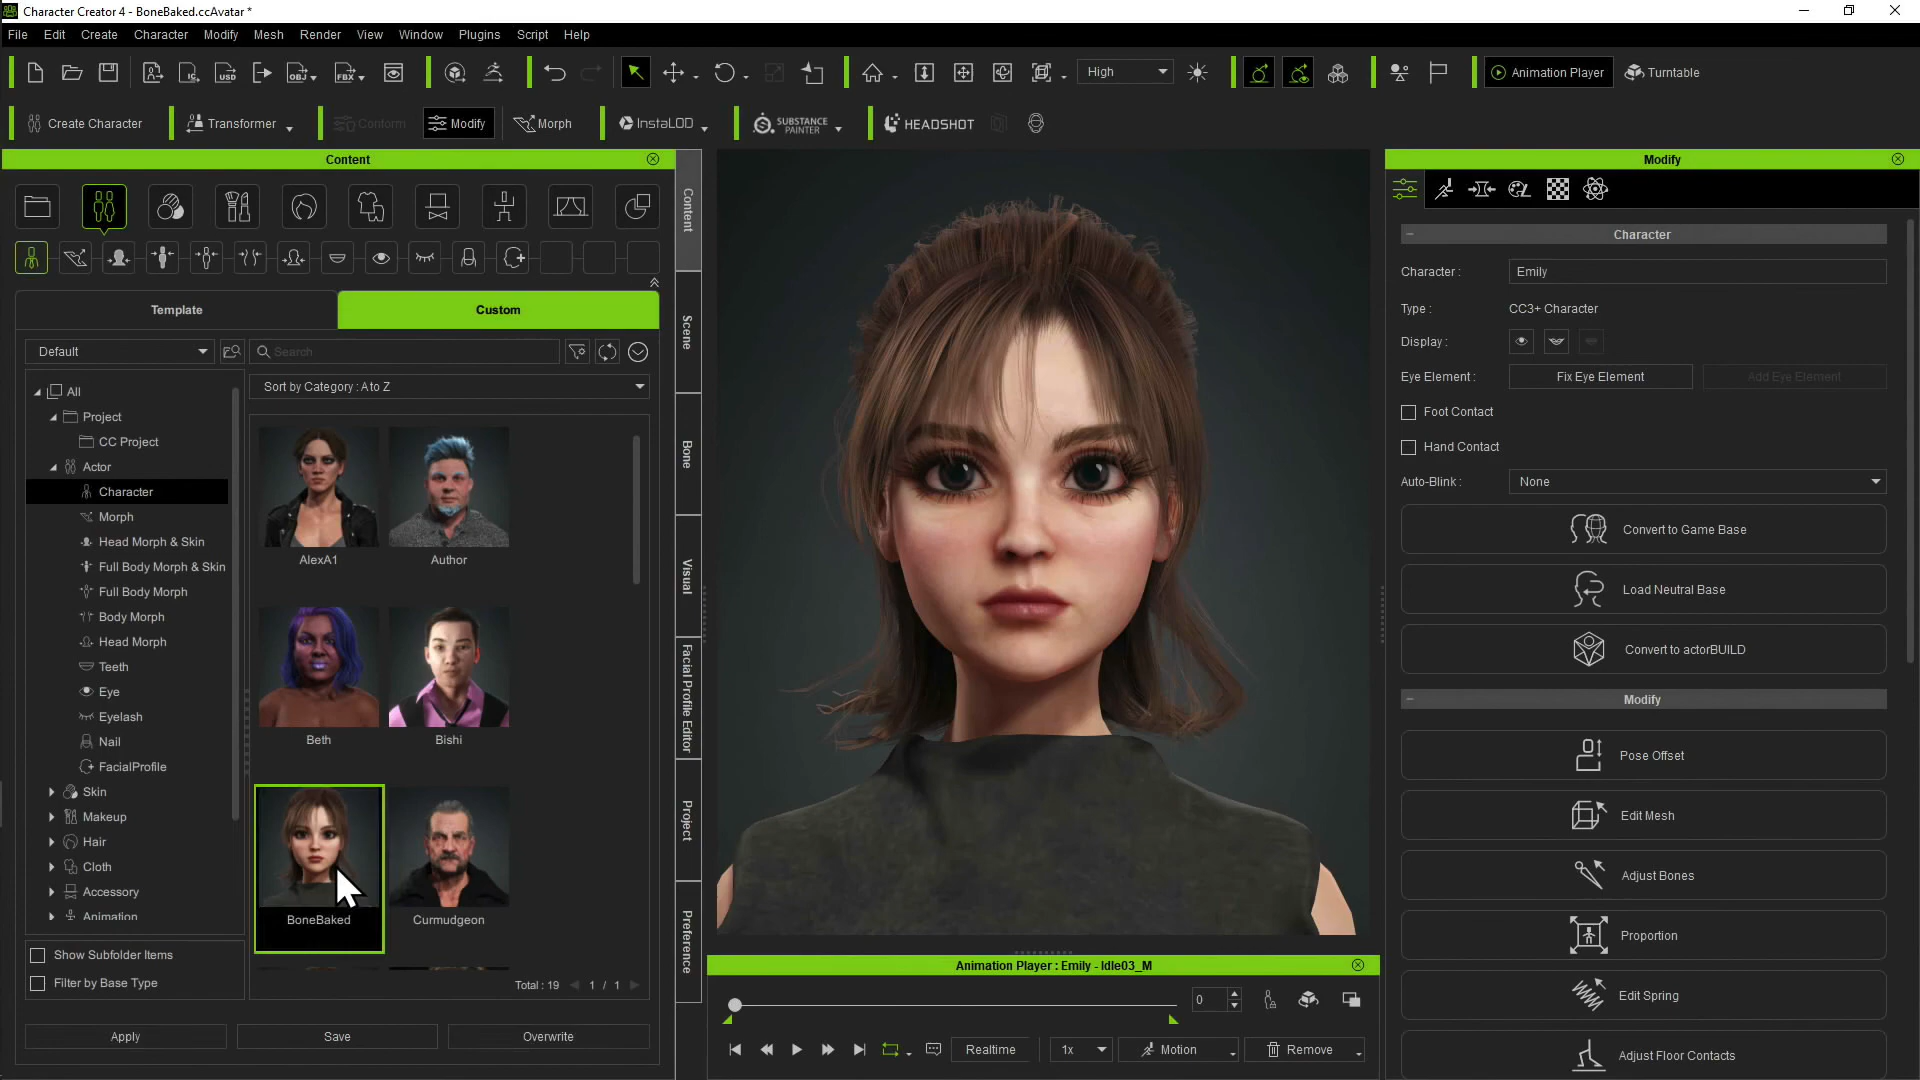 Character Creator 4 - BoneBaked.ccAvatar *
File Edit Create Character Modify Mesh Render View Window Plugins Script Help
IC USD OBJ FBX High Animation Player Turntable
Create Character Transformer Conform Modify Morph InstaLOD SUBSTANCE PAINTER HEADSHOT
Content
Template Custom
Default Search
Sort by Category : A to Z
All
Project
CC Project
Actor
Character
Morph
Head Morph & Skin
Full Body Morph & Skin
Full Body Morph
Body Morph
Head Morph
Teeth
Eye
Eyelash
Nail
FacialProfile
Skin
Makeup
Hair
Cloth
Accessory
Animation
Show Subfolder Items
Filter by Base Type
AlexA1 Author
Beth Bishi
BoneBaked Curmudgeon
Total : 19 1 / 1
Apply Save Overwrite
Content
Scene
Bone
Visual
Facial Profile Editor
Project
Preference
Animation Player : Emily - Idle03_M
0
Realtime 1x Motion Remove
Modify
Character
Character : Emily
Type : CC3+ Character
Display :
Eye Element : Fix Eye Element Add Eye Element
Foot Contact
Hand Contact
Auto-Blink : None
Convert to Game Base
Load Neutral Base
Convert to actorBUILD
Modify
Pose Offset
Edit Mesh
Adjust Bones
Proportion
Edit Spring
Adjust Floor Contacts